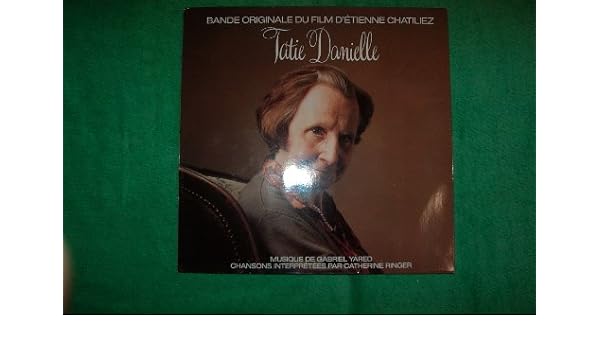 BANDE ORIGINALE DU FILM D'ÉTIENNE CHATILIEZ
Tatie Danielle
MUSIQUE DE GABRIEL YARED
CHANSONS INTERPRÉTÉES PAR CATHERINE RINGER